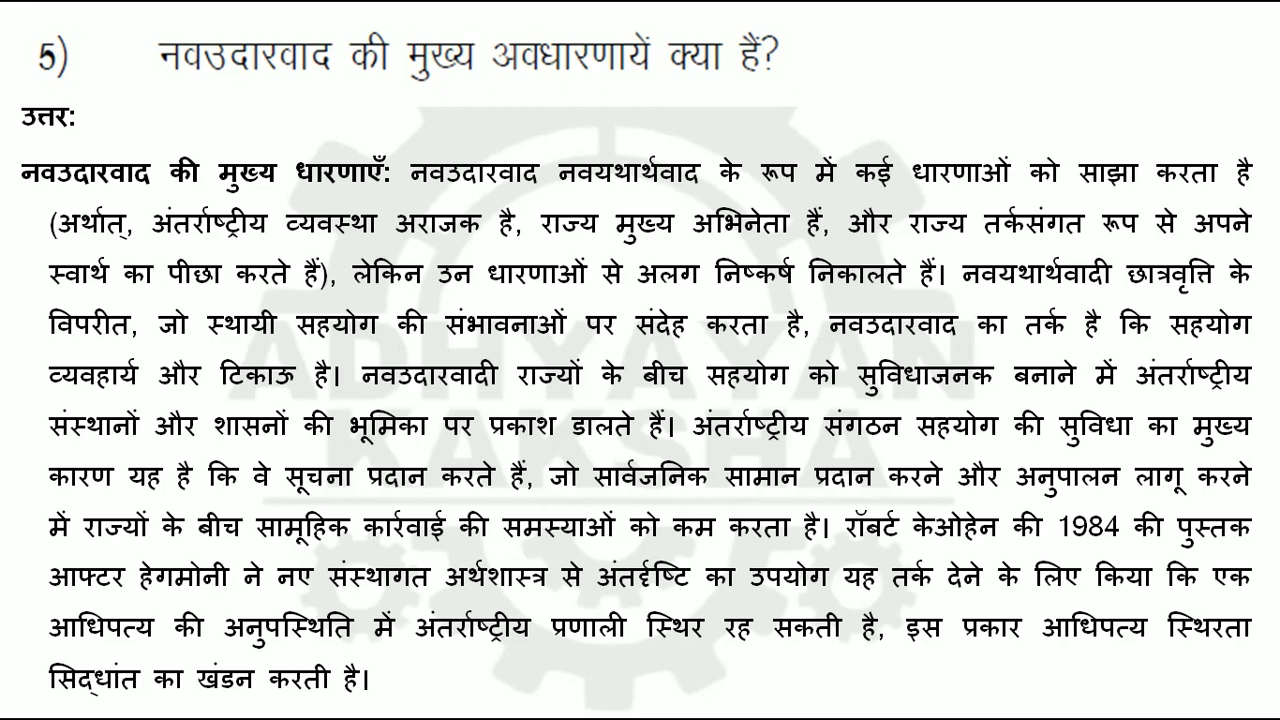 5) नवउदारवाद की मुख्य अवधारणायें क्या हैं?
उत्तर:
नवउदारवाद की मुख्य धारणाएँ: नवउदारवाद नवयथार्थवाद के रूप में कई धारणाओं को साझा करता है
(अर्थात्, अंतर्राष्ट्रीय व्यवस्था अराजक है, राज्य मुख्य अभिनेता हैं, और राज्य तर्कसंगत रूप से अपने
स्वार्थ का पीछा करते हैं), लेकिन उन धारणाओं से अलग निष्कर्ष निकालते हैं। नवयथार्थवादी छात्रवृत्ति के
विपरीत, जो स्थायी सहयोग की संभावनाओं पर संदेह करता है, नवउदारवाद का तर्क है कि सहयोग
व्यवहार्य और टिकाऊ है। नवउदारवादी राज्यों के बीच सहयोग को सुविधाजनक बनाने में अंतर्राष्ट्रीय
संस्थानों और शासनों की भूमिका पर प्रकाश डालते हैं। अंतर्राष्ट्रीय संगठन सहयोग की सुविधा का मुख्य
कारण यह है कि वे सूचना प्रदान करते हैं, जो सार्वजनिक सामान प्रदान करने और अनुपालन लागू करने
में राज्यों के बीच सामूहिक कार्रवाई की समस्याओं को कम करता है। रॉबर्ट केओहेन की 1984 की पुस्तक
आफ्टर हेगमोनी ने नए संस्थागत अर्थशास्त्र से अंतर्दृष्टि का उपयोग यह तर्क देने के लिए किया कि एक
आधिपत्य की अनुपस्थिति में अंतर्राष्ट्रीय प्रणाली स्थिर रह सकती है, इस प्रकार आधिपत्य स्थिरता
सिद्धांत का खंडन करती है।
ADHYAYAN
KAKSHA